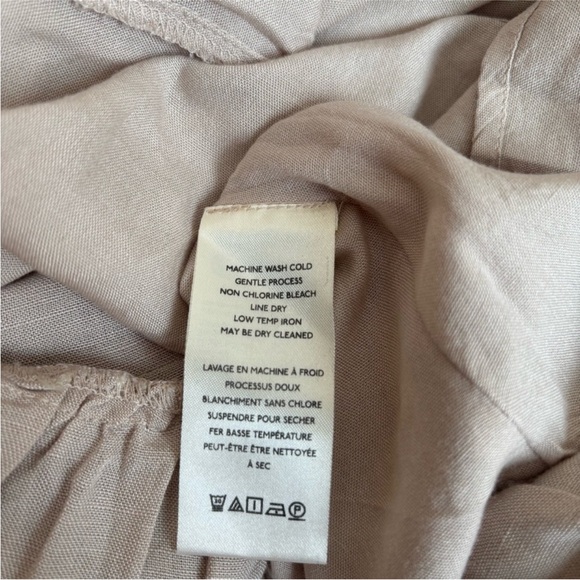 MACHINE WASH COLD
GENTLE PROCESS
NON CHLORINE BLEACH
LINE DRY
LOW TEMP IRON
MAY BE DRY CLEANED
LAVAGE EN MACHINE À FROID
PROCESSUS DOUX
BLANCHIMENT SANS CHLORE
SUSPENDRE POUR SECHER
FER BASSE TEMPÉRATURE
PEUT-ÊTRE ÊTRE NETTOYÉE
À SEC
30 P